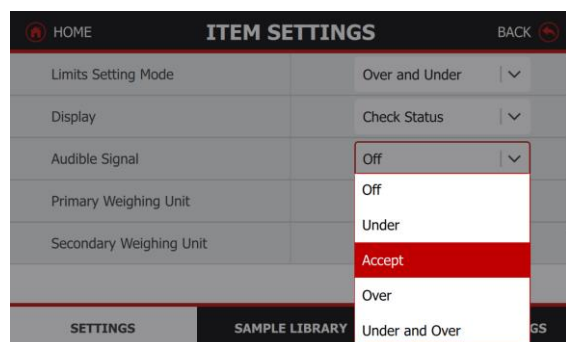 HOME ITEM SETTINGS BACK
Limits Setting Mode Over and Under
Display Check Status
Audible Signal Off
Off
Primary Weighing Unit
Under
Secondary Weighing Unit
Accept
Over
SETTINGS SAMPLE LIBRARY Under and Over GS